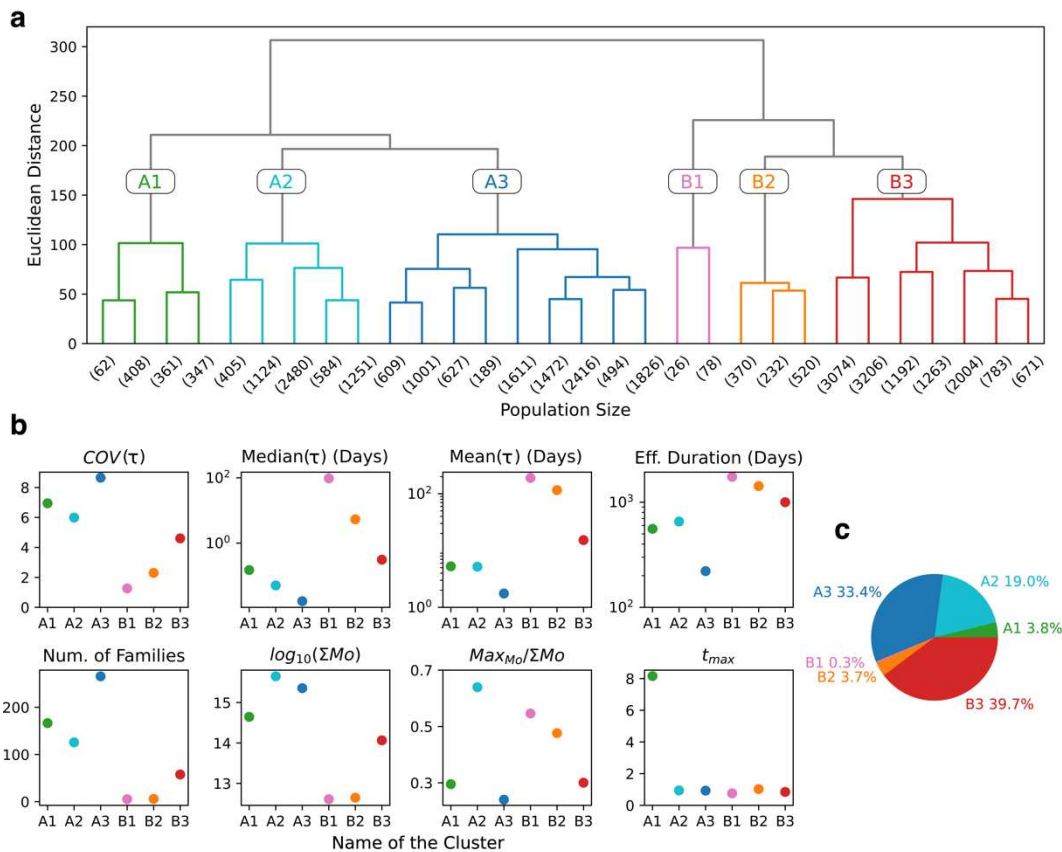 a
300
250
200
150
100
50
0
Euclidean Distance
A1
A2
A3
B1
B2
B3
(62) (408) (361) (347) (405) (1124) (2480) (584) (1251) (609) (1001) (627) (189) (1611) (1472) (2416) (494) (1826) (26) (78) (370) (232) (520) (3074) (3206) (1192) (1263) (2004) (783) (671)
Population Size
b
COV(τ)
8
6
4
2
0
A1 A2 A3 B1 B2 B3
Median(τ) (Days)
10²
10⁰
A1 A2 A3 B1 B2 B3
Mean(τ) (Days)
10²
10⁰
A1 A2 A3 B1 B2 B3
Eff. Duration (Days)
10³
10²
A1 A2 A3 B1 B2 B3
Num. of Families
200
100
0
A1 A2 A3 B1 B2 B3
log₁₀(ΣMo)
15
14
13
A1 A2 A3 B1 B2 B3
Max_Mo/ΣMo
0.7
0.5
0.3
A1 A2 A3 B1 B2 B3
t_max
8
6
4
2
0
A1 A2 A3 B1 B2 B3
Name of the Cluster
c
A3 33.4%
A2 19.0%
A1 3.8%
B1 0.3%
B2 3.7%
B3 39.7%